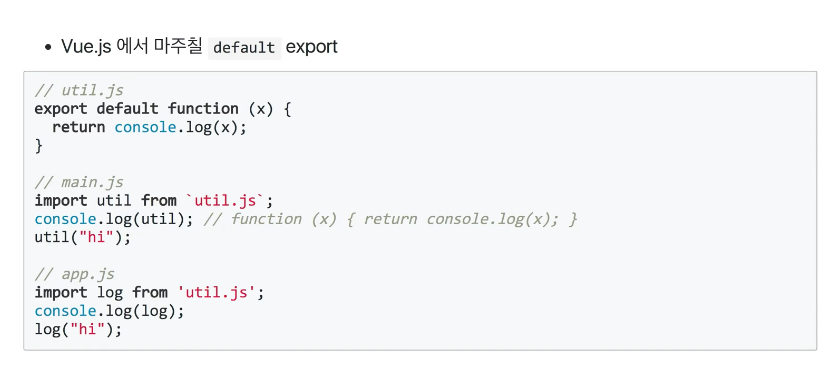 • Vue.js 에서 마주칠 default export
// util.js
export default function (x) {
  return console.log(x);
}
// main.js
import util from `util.js`;
console.log(util); // function (x) { return console.log(x); }
util("hi");
// app.js
import log from 'util.js';
console.log(log);
log("hi");